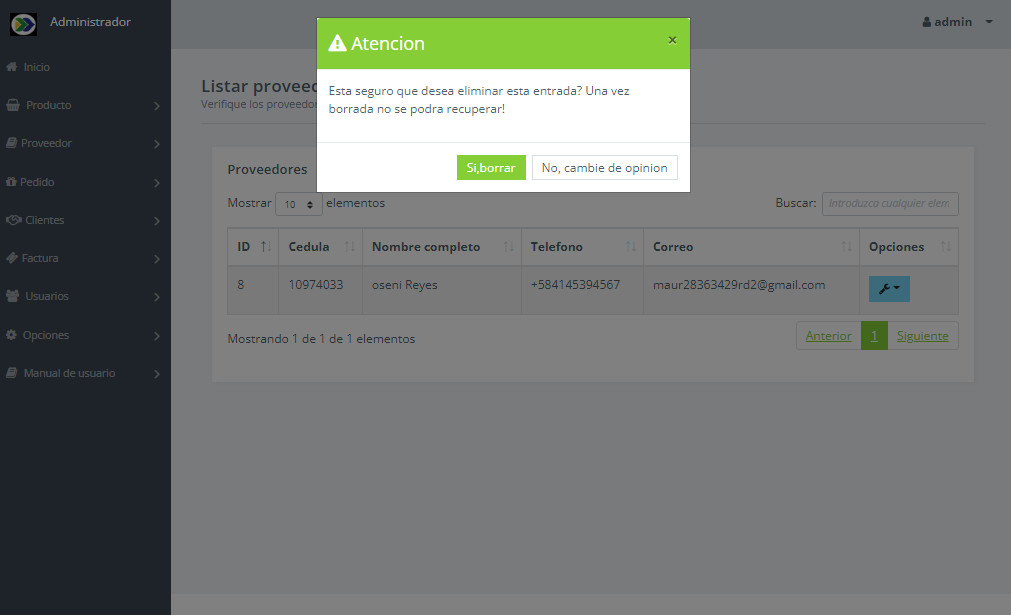 Administrador
admin
Inicio
Producto
Proveedor
Pedido
Clientes
Factura
Usuarios
Opciones
Manual de usuario
Atencion
×
Esta seguro que desea eliminar esta entrada? Una vez
borrada no se podra recuperar!
Si,borrar
No, cambie de opinion
Listar proveed
Verifique los proveedor
Proveedores
Mostrar 10 elementos
Buscar: Introduzca cualquier elem
ID Cedula Nombre completo Telefono Correo Opciones
8 10974033 oseni Reyes +584145394567 maur28363429rd2@gmail.com
Mostrando 1 de 1 de 1 elementos
Anterior 1 Siguiente